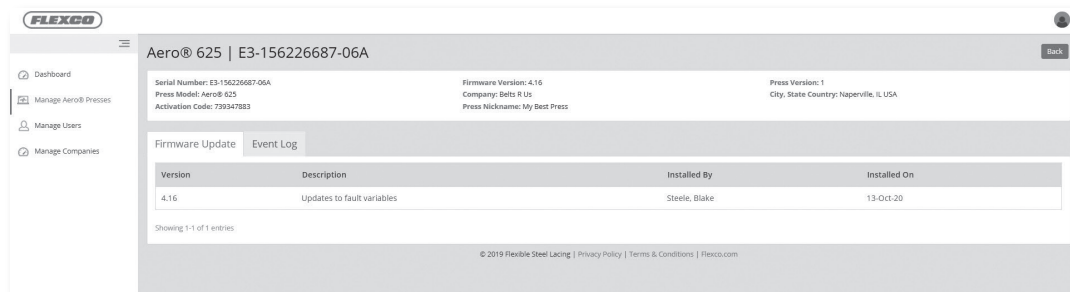 FLEXCO
Aero® 625 | E3-156226687-06A
Back
Dashboard
Manage Aero® Presses
Manage Users
Manage Companies
Serial Number: E3-156226687-06A
Press Model: Aero® 625
Activation Code: 739347883
Firmware Version: 4.16
Company: Belts R Us
Press Nickname: My Best Press
Press Version: 1
City, State Country: Naperville, IL USA
Firmware Update Event Log
Version Description Installed By Installed On
4.16 Updates to fault variables Steele, Blake 13-Oct-20
Showing 1-1 of 1 entries
© 2019 Flexible Steel Lacing | Privacy Policy | Terms & Conditions | Flexco.com